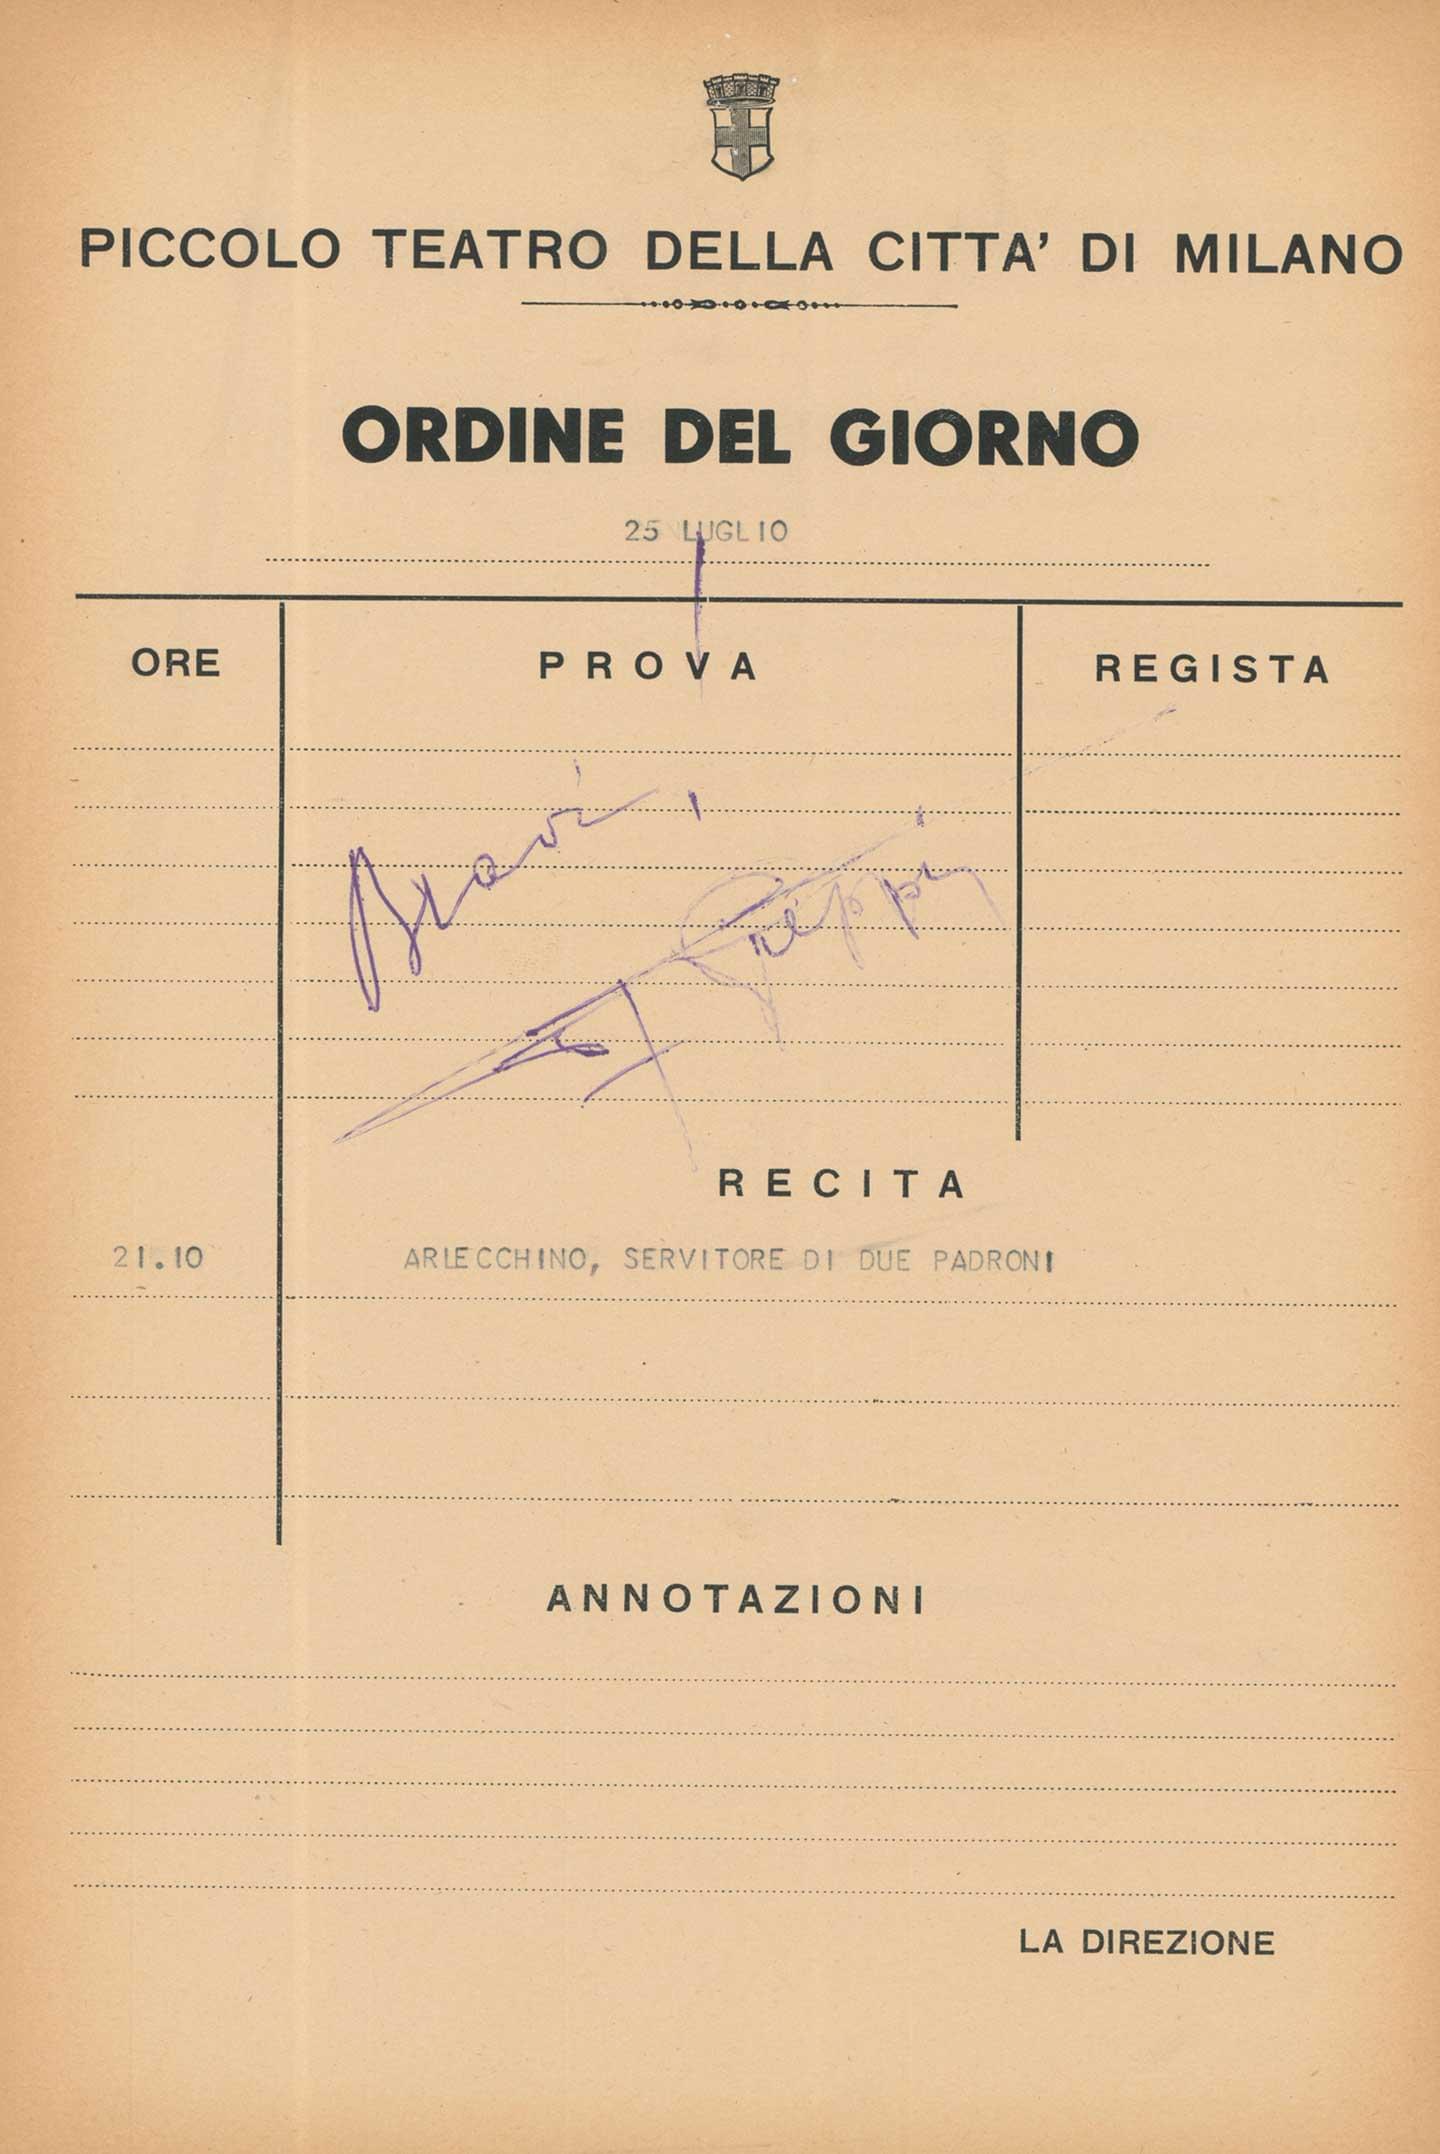 PICCOLO TEATRO DELLA CITTA' DI MILANO
ORDINE DEL GIORNO
25 LUGLIO
ORE PROVA REGISTA
Bravi,
Greppi
RECITA
21.10 ARLECCHINO, SERVITORE DI DUE PADRONI
ANNOTAZIONI
LA DIREZIONE